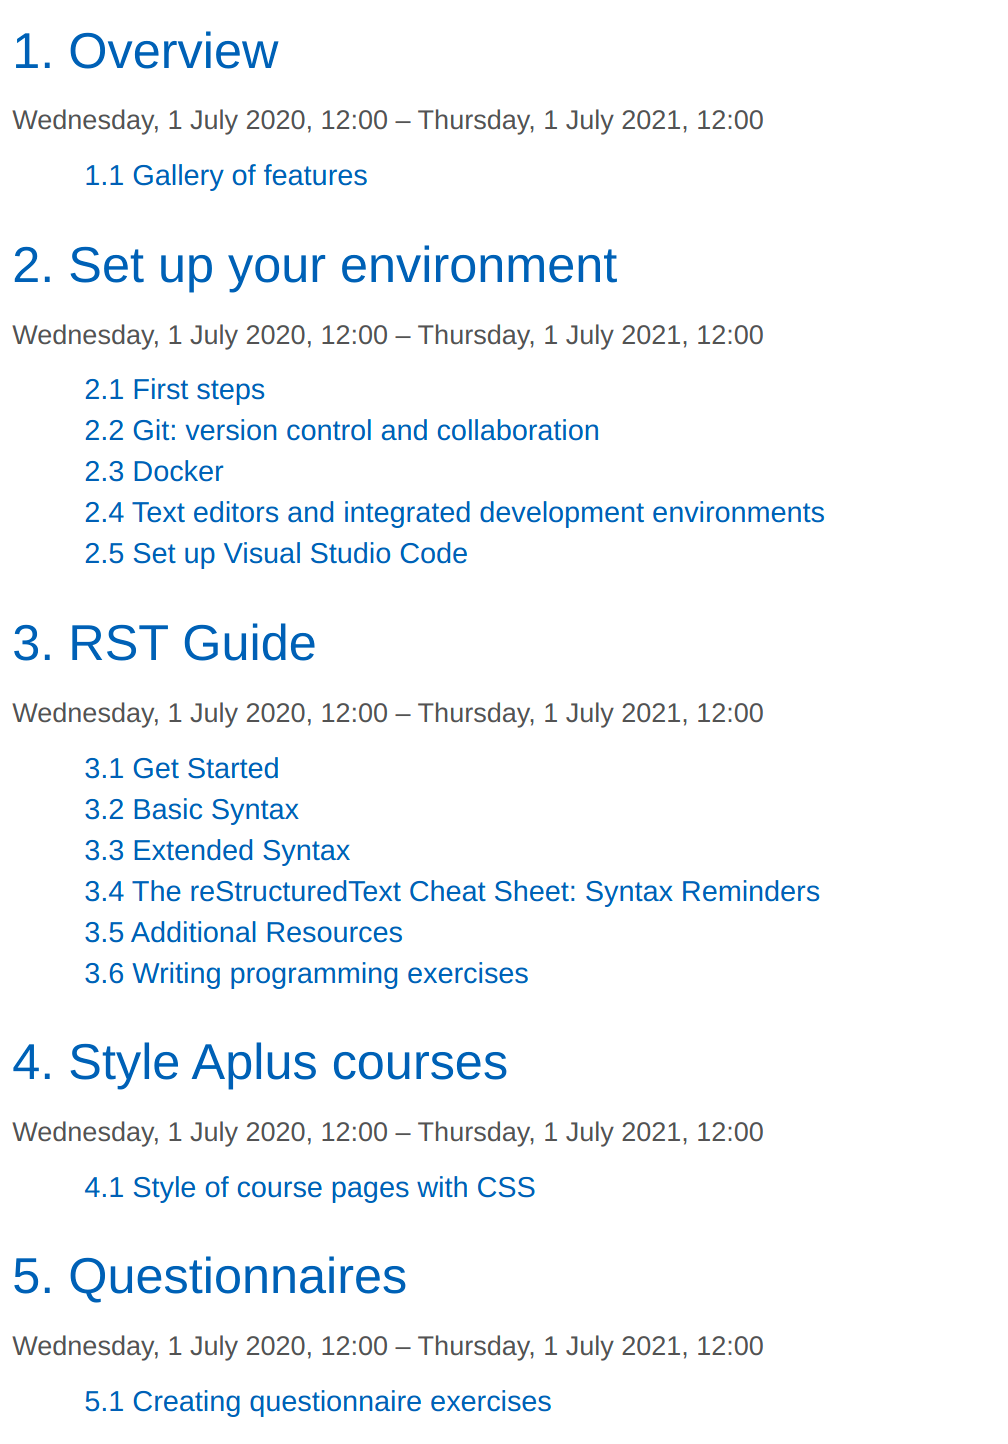 1. Overview
Wednesday, 1 July 2020, 12:00 – Thursday, 1 July 2021, 12:00
1.1 Gallery of features
2. Set up your environment
Wednesday, 1 July 2020, 12:00 – Thursday, 1 July 2021, 12:00
2.1 First steps
2.2 Git: version control and collaboration
2.3 Docker
2.4 Text editors and integrated development environments
2.5 Set up Visual Studio Code
3. RST Guide
Wednesday, 1 July 2020, 12:00 – Thursday, 1 July 2021, 12:00
3.1 Get Started
3.2 Basic Syntax
3.3 Extended Syntax
3.4 The reStructuredText Cheat Sheet: Syntax Reminders
3.5 Additional Resources
3.6 Writing programming exercises
4. Style Aplus courses
Wednesday, 1 July 2020, 12:00 – Thursday, 1 July 2021, 12:00
4.1 Style of course pages with CSS
5. Questionnaires
Wednesday, 1 July 2020, 12:00 – Thursday, 1 July 2021, 12:00
5.1 Creating questionnaire exercises